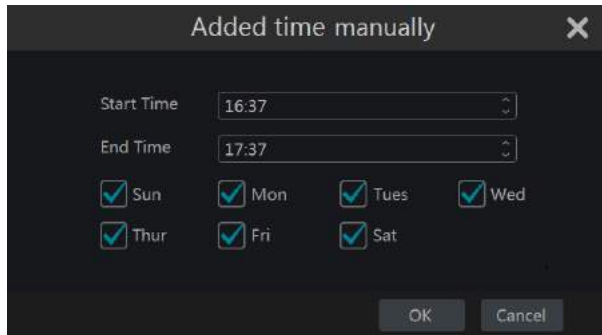 Added time manually
Start Time 16:37
End Time 17:37
Sun Mon Tues Wed
Thur Fri Sat
OK Cancel